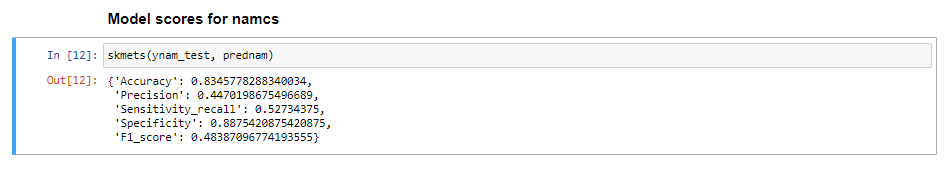 Model scores for namcs
In [12]: skmets(ynam_test, prednam)
Out[12]: {'Accuracy': 0.8345778288340034,
'Precision': 0.4470198675496689,
'Sensitivity_recall': 0.52734375,
'Specificity': 0.8875420875420875,
'F1_score': 0.48387096774193555}